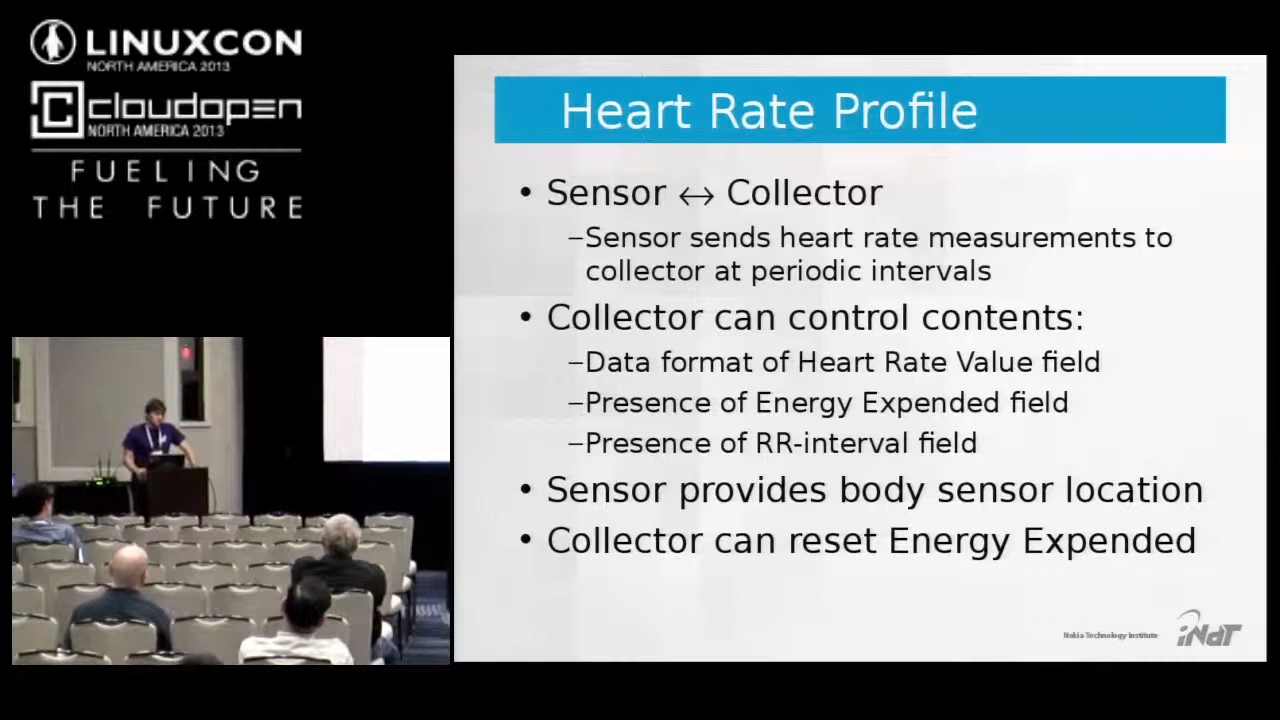 LINUXCON
NORTH AMERICA 2013
cloudopen
NORTH AMERICA 2013
FUELING
THE FUTURE
Heart Rate Profile
• Sensor ↔ Collector
–Sensor sends heart rate measurements to
collector at periodic intervals
• Collector can control contents:
–Data format of Heart Rate Value field
–Presence of Energy Expended field
–Presence of RR-interval field
• Sensor provides body sensor location
• Collector can reset Energy Expended
Nokia Technology Institute
iNdT